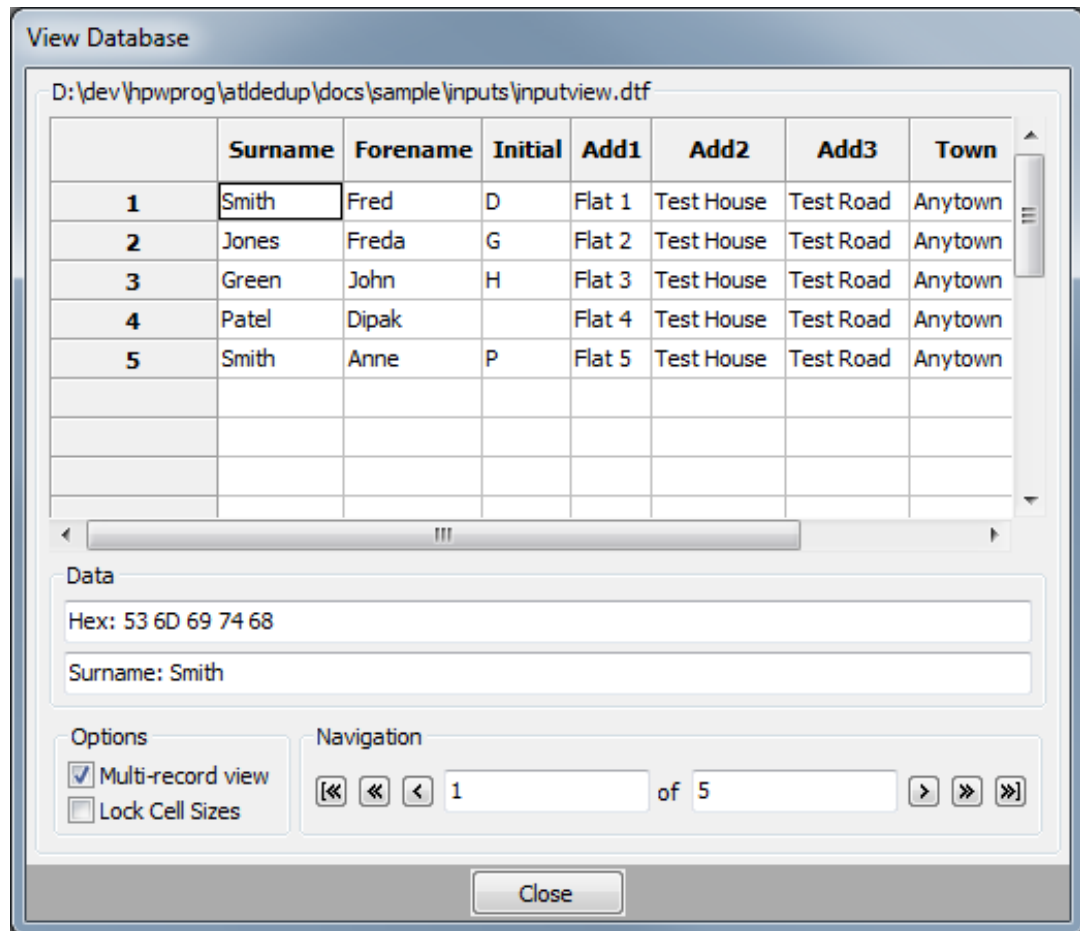 View Database
D:\dev\hpwprog\atldedup\docs\sample\inputs\inputview.dtf
Surname Forename Initial Add1 Add2 Add3 Town
1 Smith Fred D Flat 1 Test House Test Road Anytown
2 Jones Freda G Flat 2 Test House Test Road Anytown
3 Green John H Flat 3 Test House Test Road Anytown
4 Patel Dipak Flat 4 Test House Test Road Anytown
5 Smith Anne P Flat 5 Test House Test Road Anytown
Data
Hex: 53 6D 69 74 68
Surname: Smith
Options Navigation
Multi-record view
[« « < 1 of 5 > » »]
Lock Cell Sizes
Close